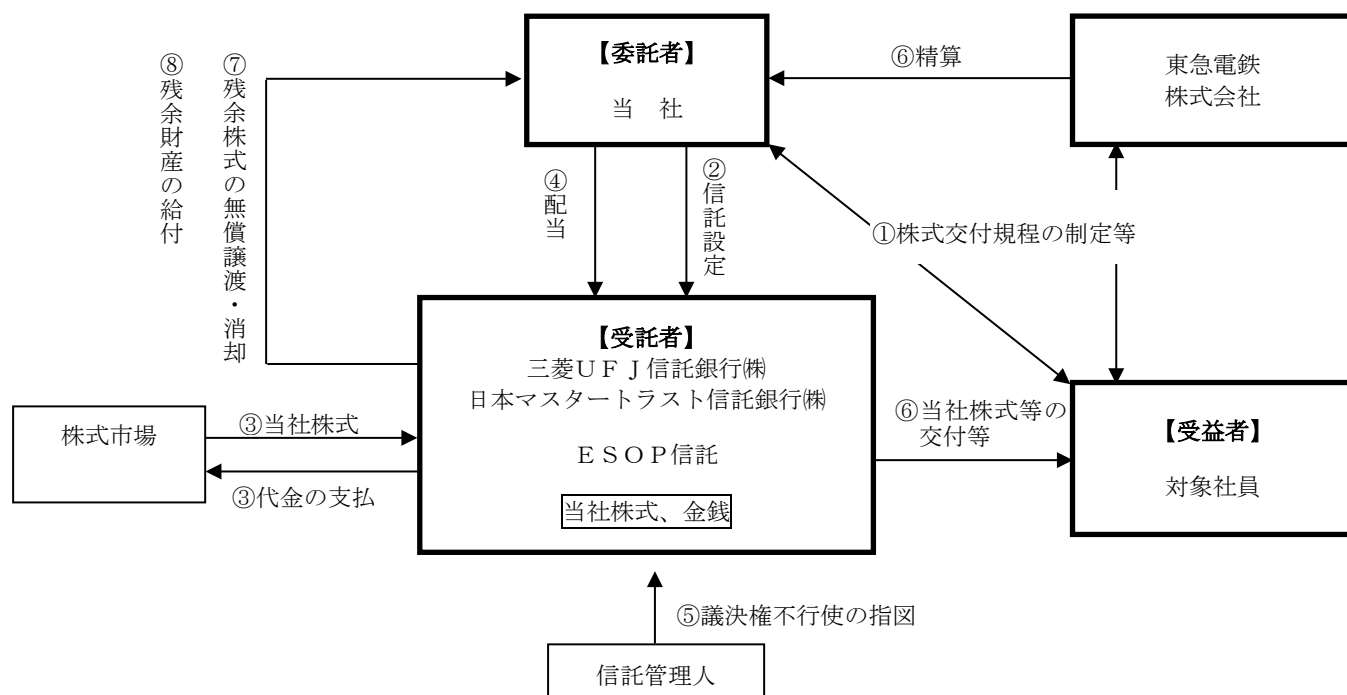 【委託者】
当　社
⑥精算
東急電鉄
株式会社
⑧残余財産の給付
⑦残余株式の無償譲渡・消却
④配当
②信託設定
①株式交付規程の制定等
【受託者】
三菱ＵＦＪ信託銀行㈱
日本マスタートラスト信託銀行㈱
ＥＳＯＰ信託
当社株式、金銭
株式市場
③当社株式
③代金の支払
⑥当社株式等の
交付等
【受益者】
対象社員
⑤議決権不行使の指図
信託管理人